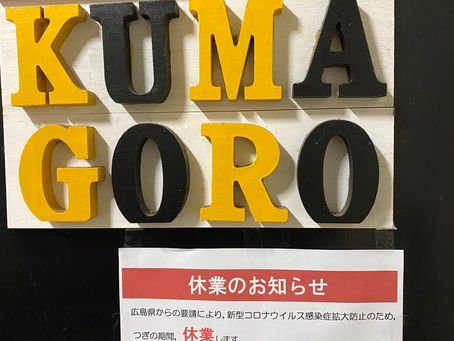 KUMA
GORO
休業のお知らせ
広島県からの要請により，新型コロナウイルス感染症拡大防止のため，
つぎの期間，休業します